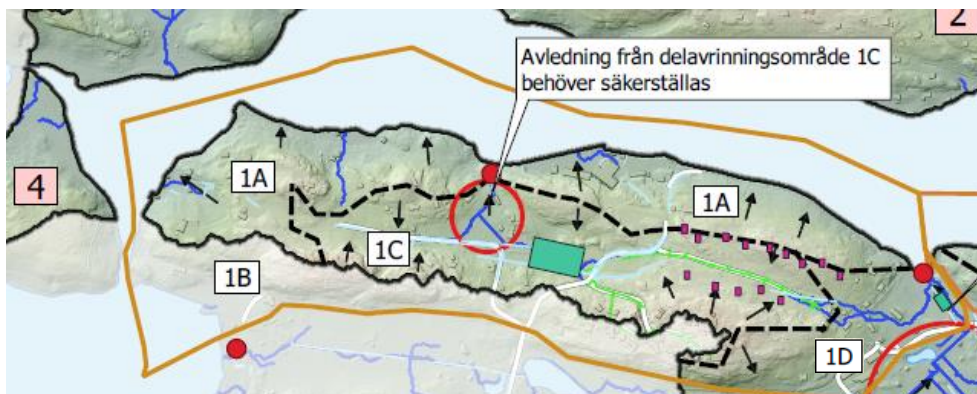 2
Avledning från delavrinningsområde 1C
behöver säkerställas
4
1A
1A
1C
1B
1D